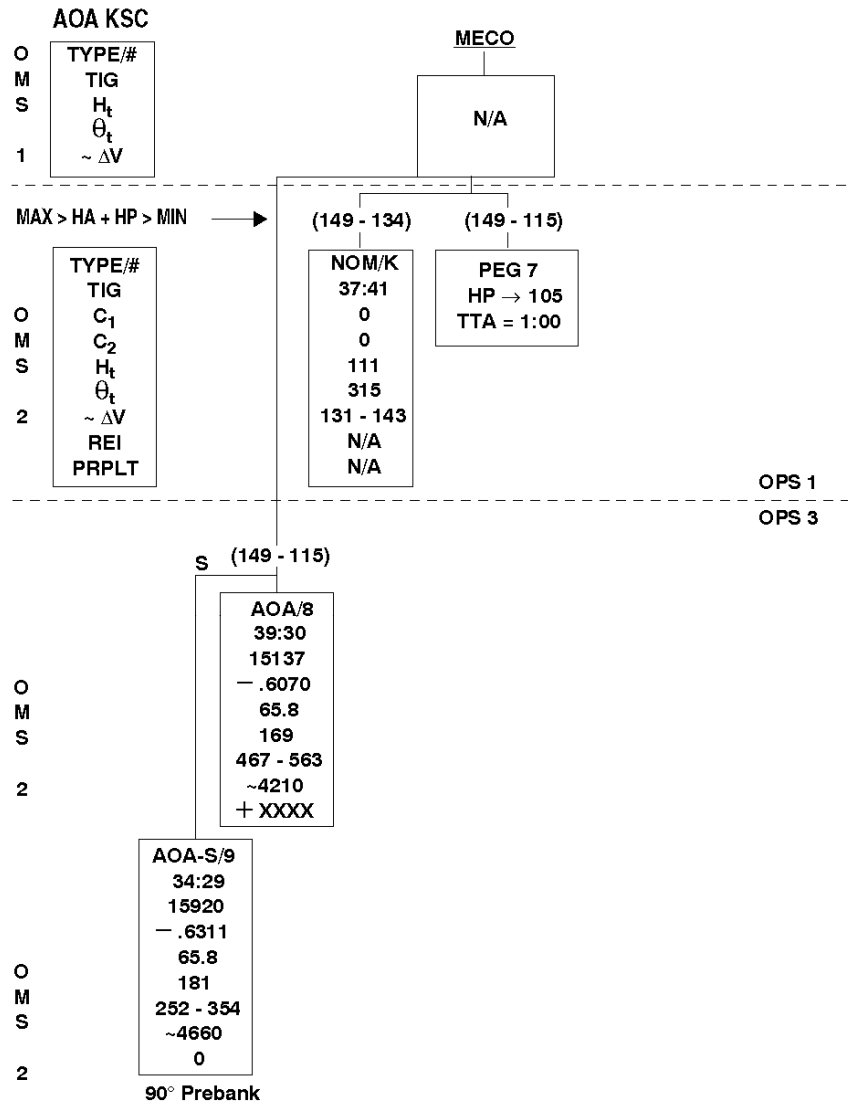 AOA KSC
MECO
O
M
S
1
TYPE/#
TIG
Ht
θt
~ ΔV
N/A
MAX > HA + HP > MIN
(149 - 134)
(149 - 115)
O
M
S
2
TYPE/#
TIG
C1
C2
Ht
θt
~ ΔV
REI
PRPLT
NOM/K
37:41
0
0
111
315
131 - 143
N/A
N/A
PEG 7
HP → 105
TTA = 1:00
OPS 1
OPS 3
S
(149 - 115)
O
M
S
2
AOA/8
39:30
15137
− .6070
65.8
169
467 - 563
~4210
+ XXXX
O
M
S
2
AOA-S/9
34:29
15920
− .6311
65.8
181
252 - 354
~4660
0
90° Prebank